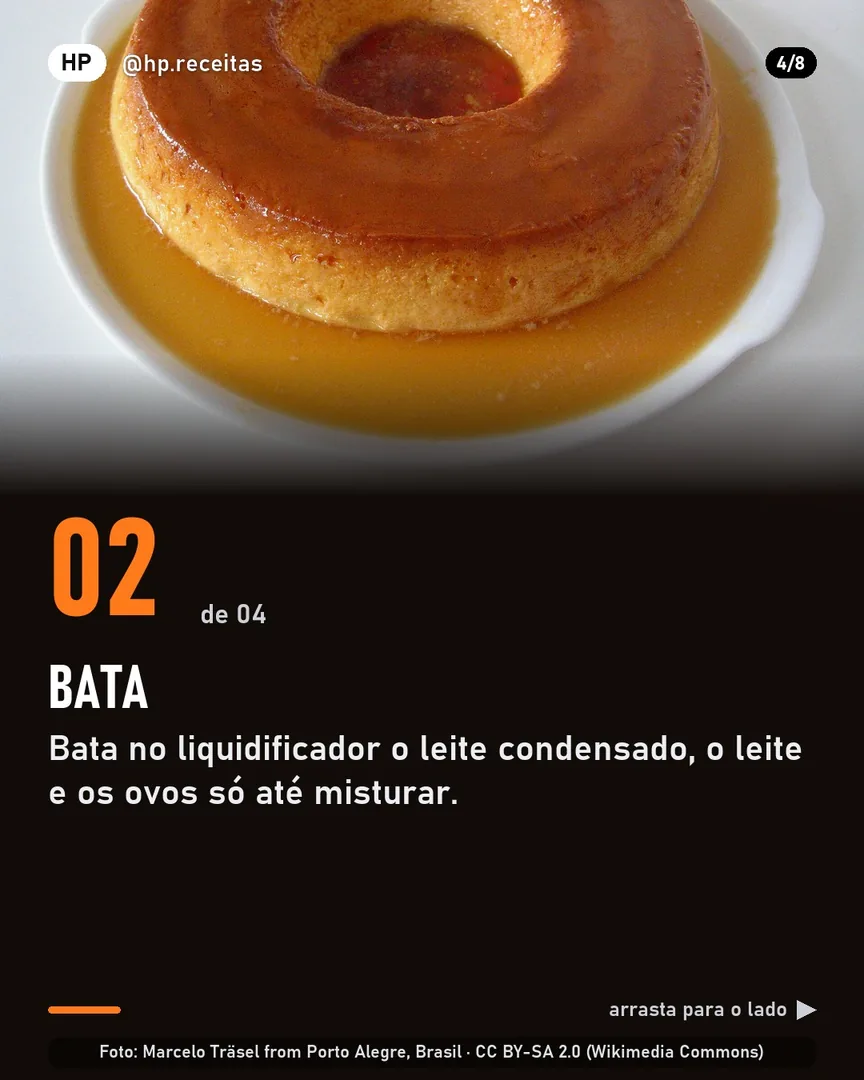 HP @hp.receitas 4/8
02 de 04
BATA
Bata no liquidificador o leite condensado, o leite
e os ovos só até misturar.
arrasta para o lado ▶
Foto: Marcelo Träsel from Porto Alegre, Brasil · CC BY-SA 2.0 (Wikimedia Commons)